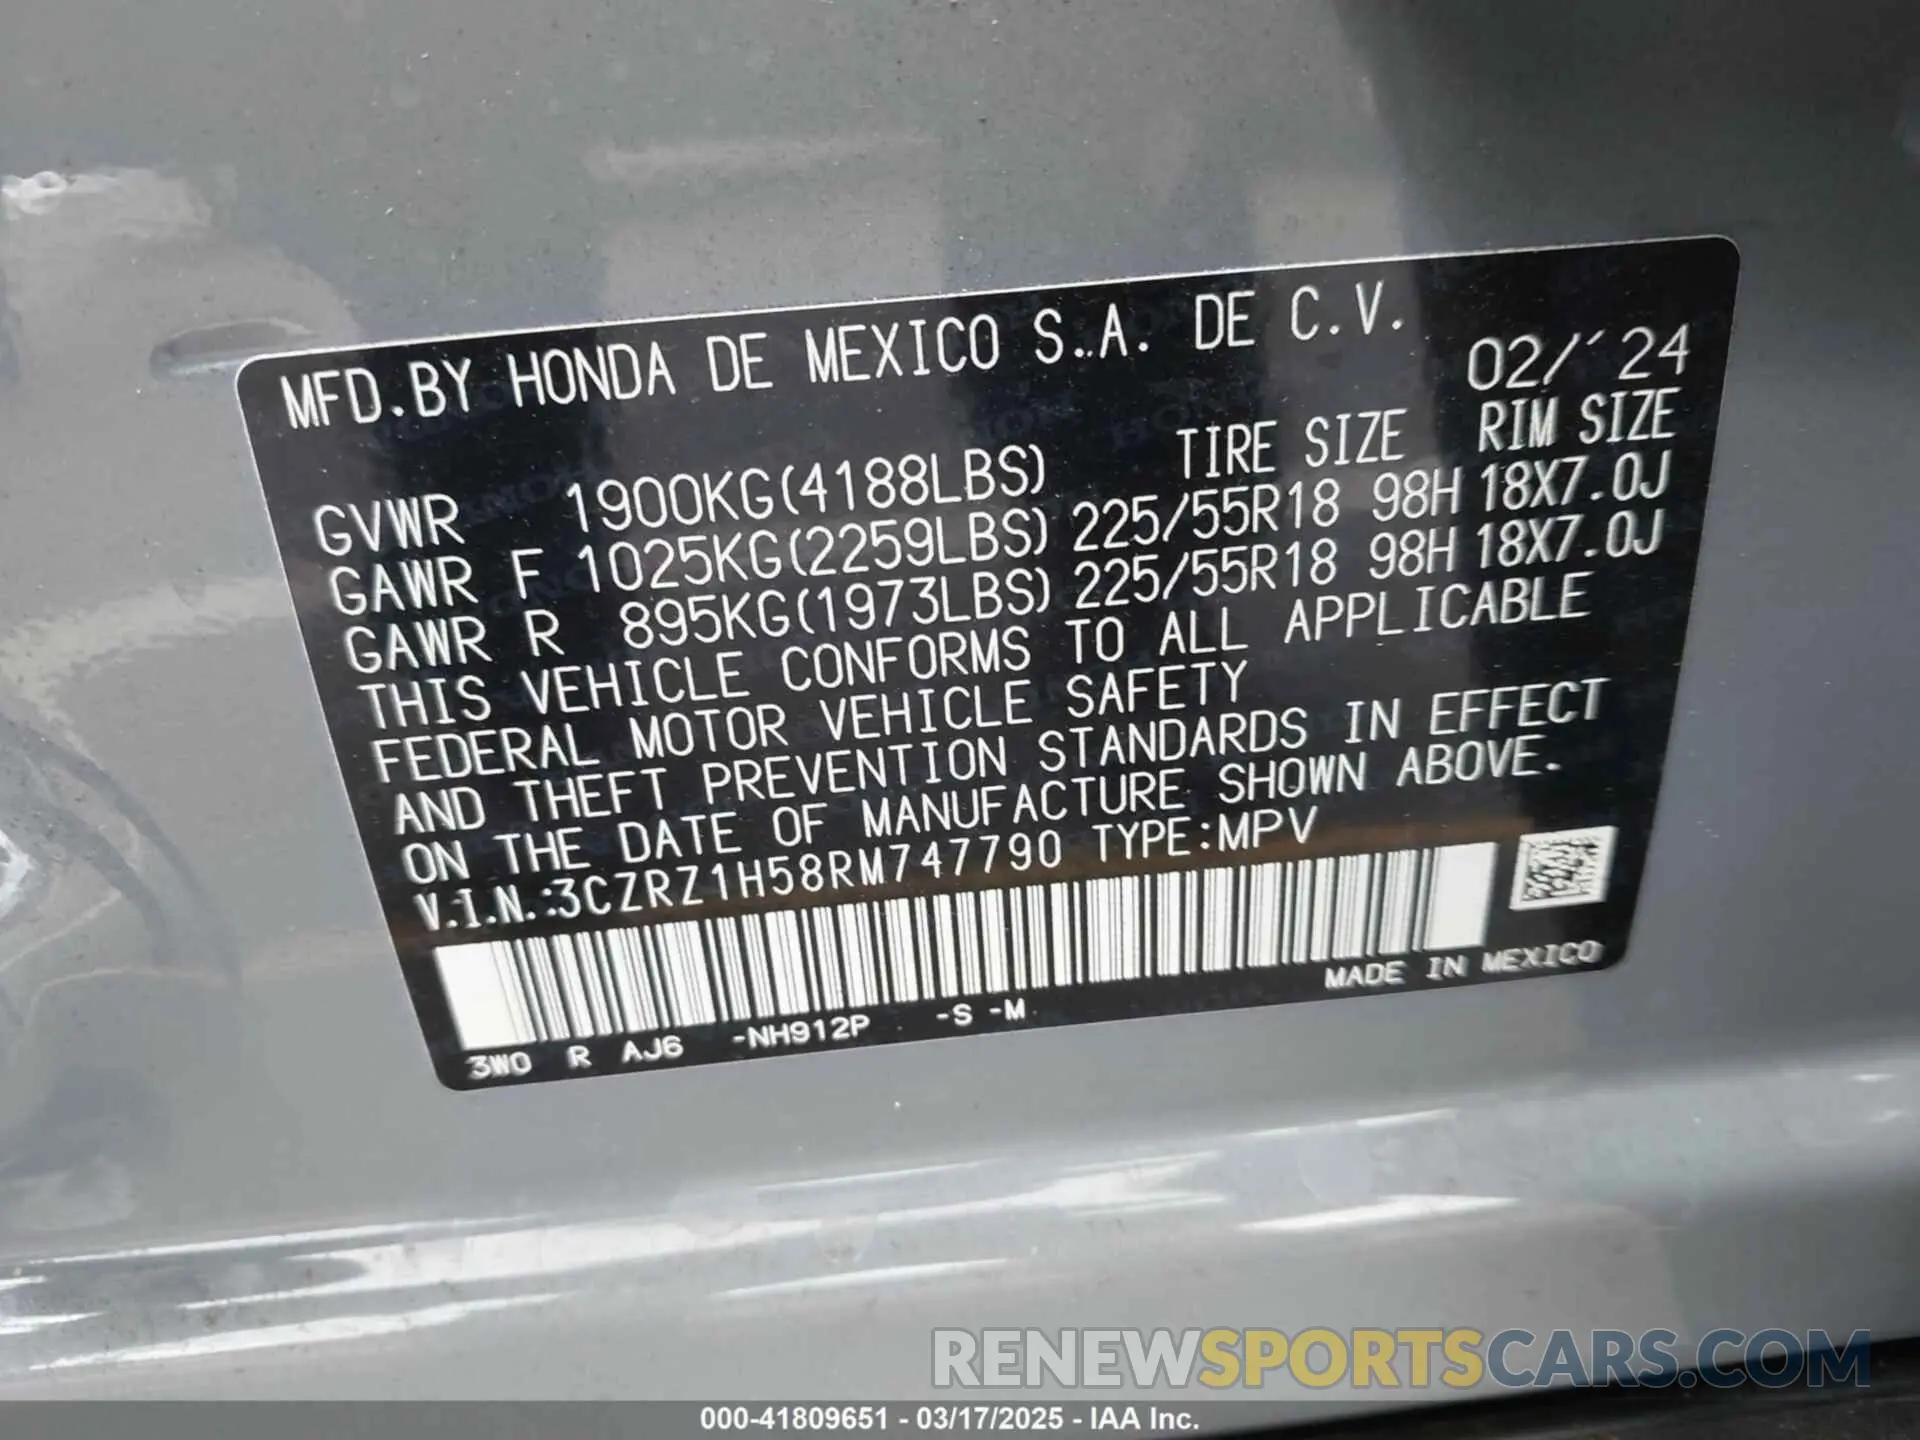 MFD.BY HONDA DE MEXICO S.A. DE C.V.
02/'24
TIRE SIZE RIM SIZE
GVWR 1900KG(4188LBS)
GAWR F 1025KG(2259LBS) 225/55R18 98H 18X7.0J
GAWR R 895KG(1973LBS) 225/55R18 98H 18X7.0J
THIS VEHICLE CONFORMS TO ALL APPLICABLE
FEDERAL MOTOR VEHICLE SAFETY
AND THEFT PREVENTION STANDARDS IN EFFECT
ON THE DATE OF MANUFACTURE SHOWN ABOVE.
V.I.N.:3CZRZ1H58RM747790 TYPE:MPV
MADE IN MEXICO
3W0 R AJ6 -NH912P -S -M
RENEWSPORTSCARS.COM
000-41809651 - 03/17/2025 - IAA Inc.